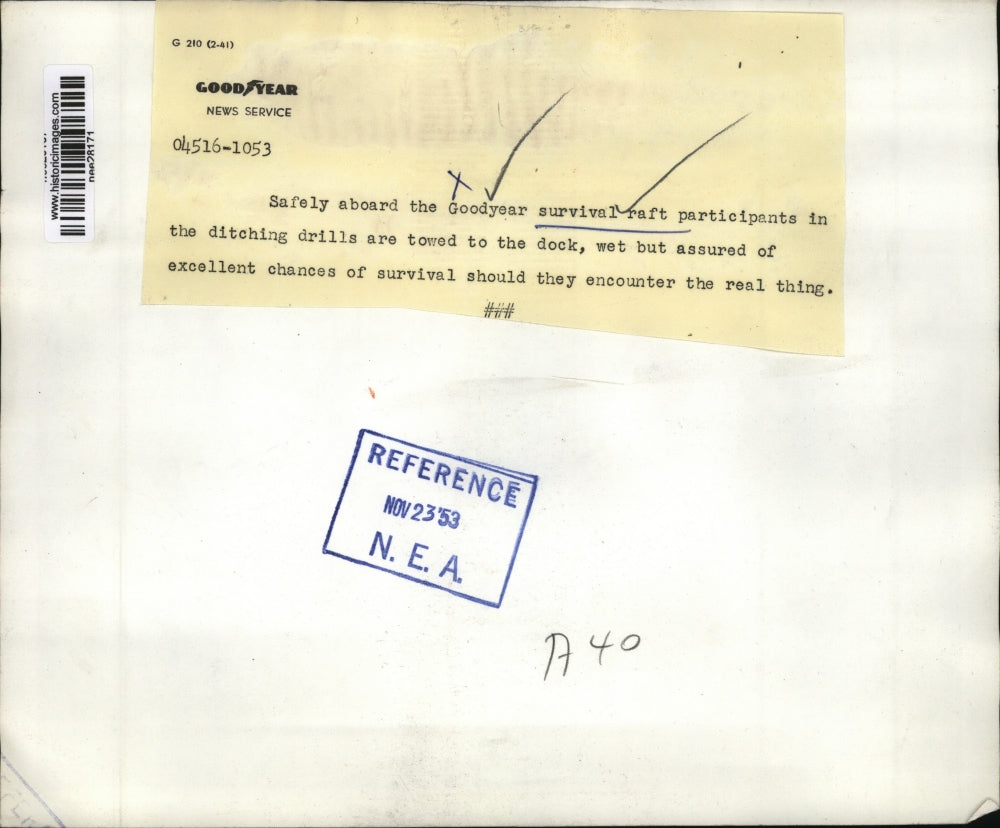 G 210 (2-41)
GOODYEAR
NEWS SERVICE
04516-1053
Safely aboard the Goodyear survival raft participants in
the ditching drills are towed to the dock, wet but assured of
excellent chances of survival should they encounter the real thing.
###
www.historicimages.com
nee28171
REFERENCE
NOV 23 '53
N. E. A.
A 40